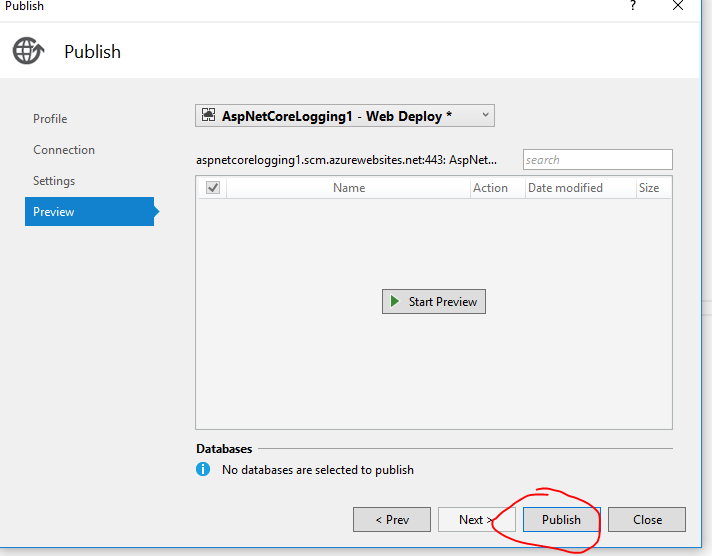 Publish
?
Publish
Profile
Connection
Settings
Preview
AspNetCoreLogging1 - Web Deploy *
aspnetcorelogging1.scm.azurewebsites.net:443: AspNet...
search
Name Action Date modified Size
Start Preview
Databases
No databases are selected to publish
< Prev Next > Publish Close